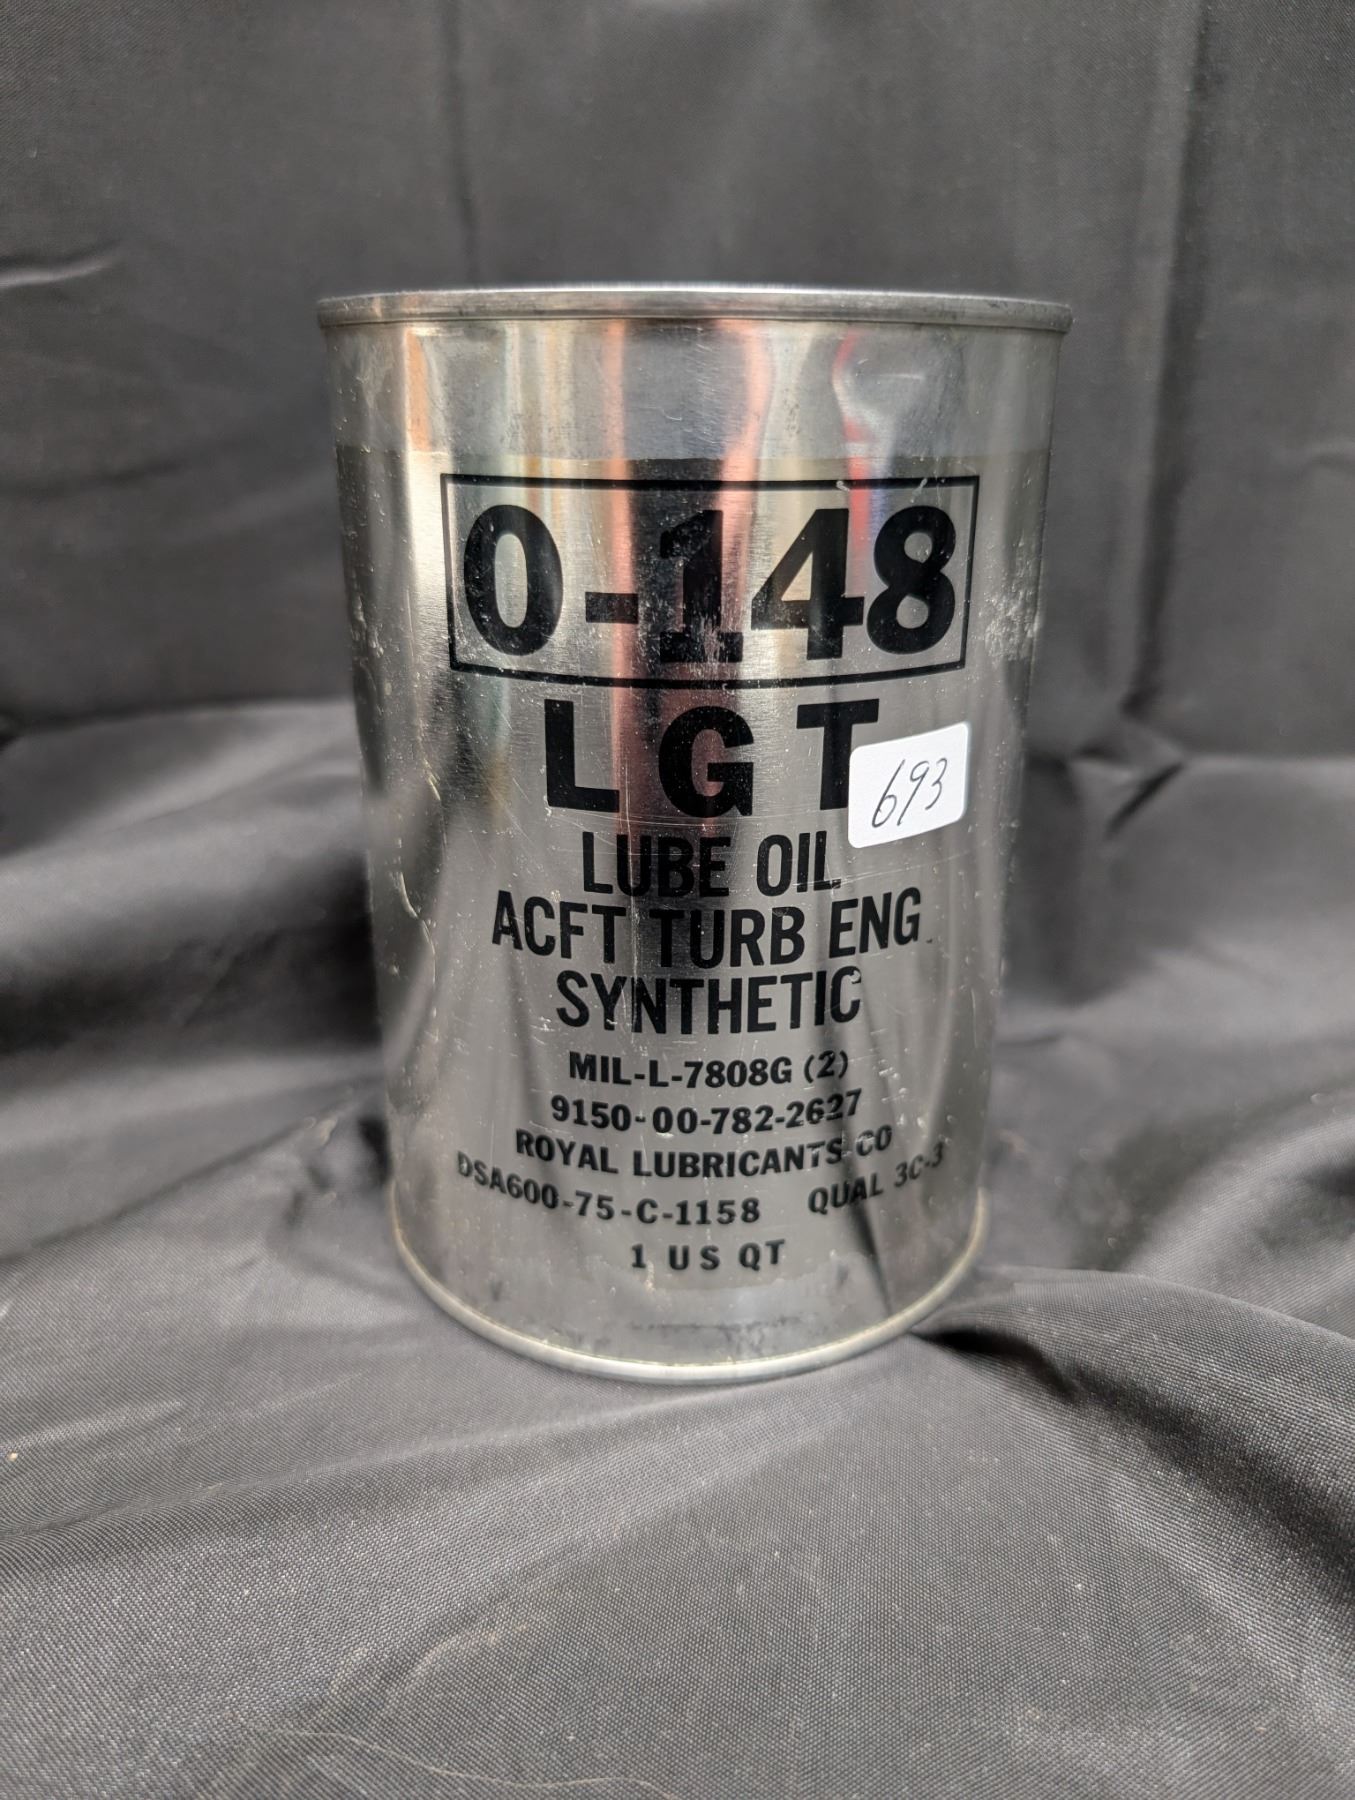 O-148
LGT
693
LUBE OIL
ACFT TURB ENG
SYNTHETIC
MIL-L-7808G (2)
9150-00-782-2627
ROYAL LUBRICANTS CO
DSA600-75-C-1158 QUAL 3C-3
1 US QT